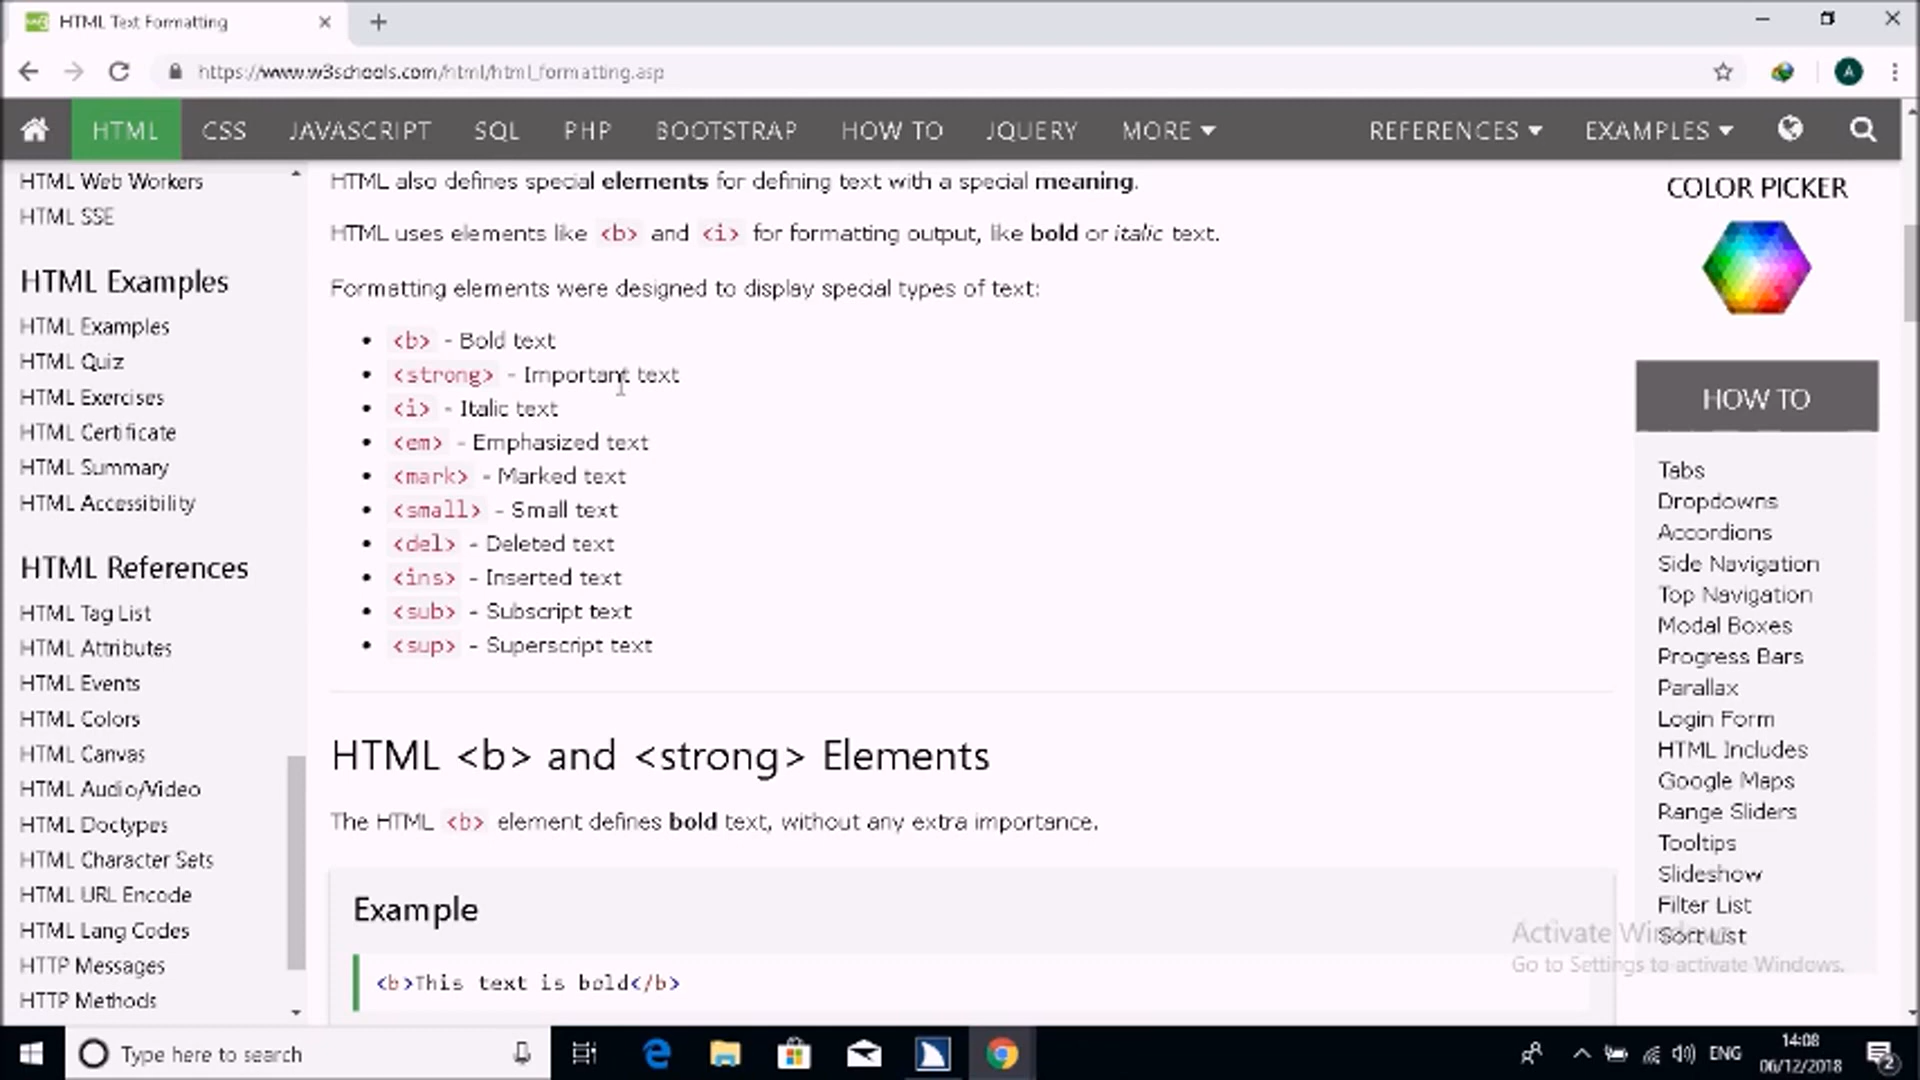 HTML Text Formatting
https://www.w3schools.com/html/html_formatting.asp
A
HTML CSS JAVASCRIPT SQL PHP BOOTSTRAP HOW TO JQUERY MORE REFERENCES EXAMPLES
HTML Web Workers
HTML SSE
HTML Examples
HTML Examples
HTML Quiz
HTML Exercises
HTML Certificate
HTML Summary
HTML Accessibility
HTML References
HTML Tag List
HTML Attributes
HTML Events
HTML Colors
HTML Canvas
HTML Audio/Video
HTML Doctypes
HTML Character Sets
HTML URL Encode
HTML Lang Codes
HTTP Messages
HTTP Methods
HTML also defines special elements for defining text with a special meaning.
HTML uses elements like <b> and <i> for formatting output, like bold or italic text.
Formatting elements were designed to display special types of text:
<b> - Bold text
<strong> - Important text
<i> - Italic text
<em> - Emphasized text
<mark> - Marked text
<small> - Small text
<del> - Deleted text
<ins> - Inserted text
<sub> - Subscript text
<sup> - Superscript text
HTML <b> and <strong> Elements
The HTML <b> element defines bold text, without any extra importance.
Example
<b>This text is bold</b>
COLOR PICKER
HOW TO
Tabs
Dropdowns
Accordions
Side Navigation
Top Navigation
Modal Boxes
Progress Bars
Parallax
Login Form
HTML Includes
Google Maps
Range Sliders
Tooltips
Slideshow
Filter List
Sort List
Activate Windows
Go to Settings to activate Windows.
Type here to search
ENG
14:08
06/12/2018
2